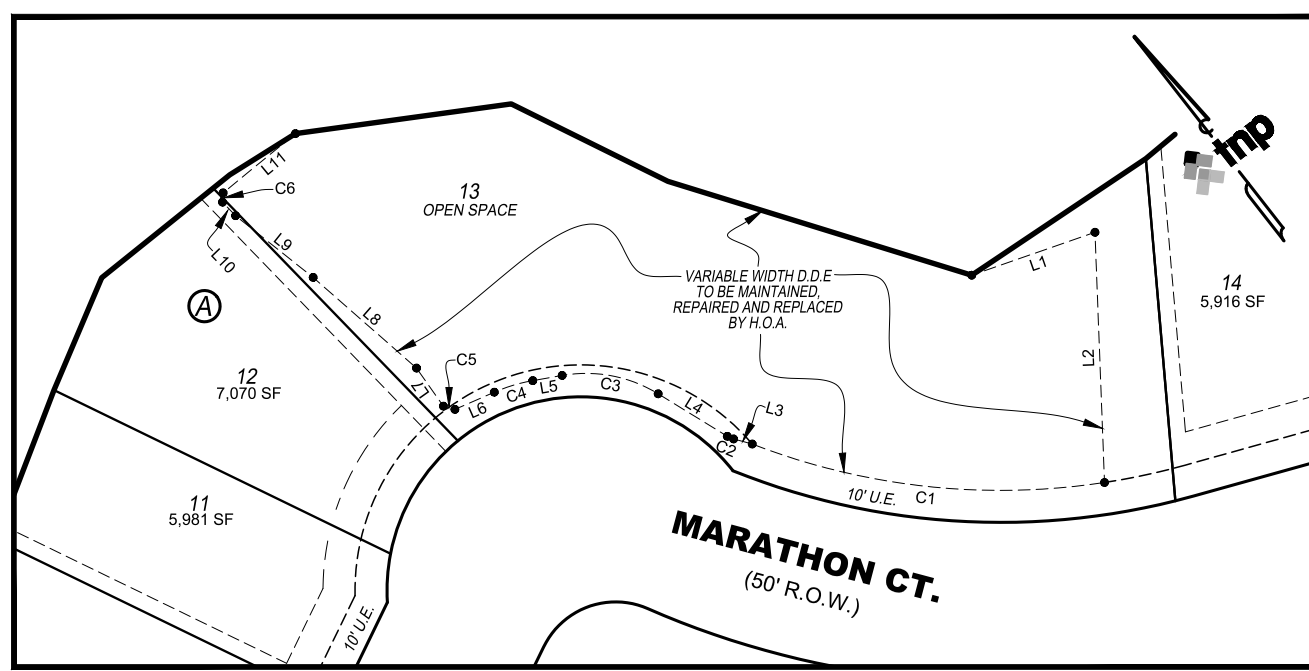 L11
C6
13
OPEN SPACE
tnp
L9
L10
L1
VARIABLE WIDTH D.D.E
TO BE MAINTAINED,
REPAIRED AND REPLACED
BY H.O.A.
14
5,916 SF
A
L8
L2
12
7,070 SF
C5
L7
L6
C4
L5
C3
L4
L3
C2
10' U.E.
C1
11
5,981 SF
MARATHON CT.
(50' R.O.W.)
10' U.E.